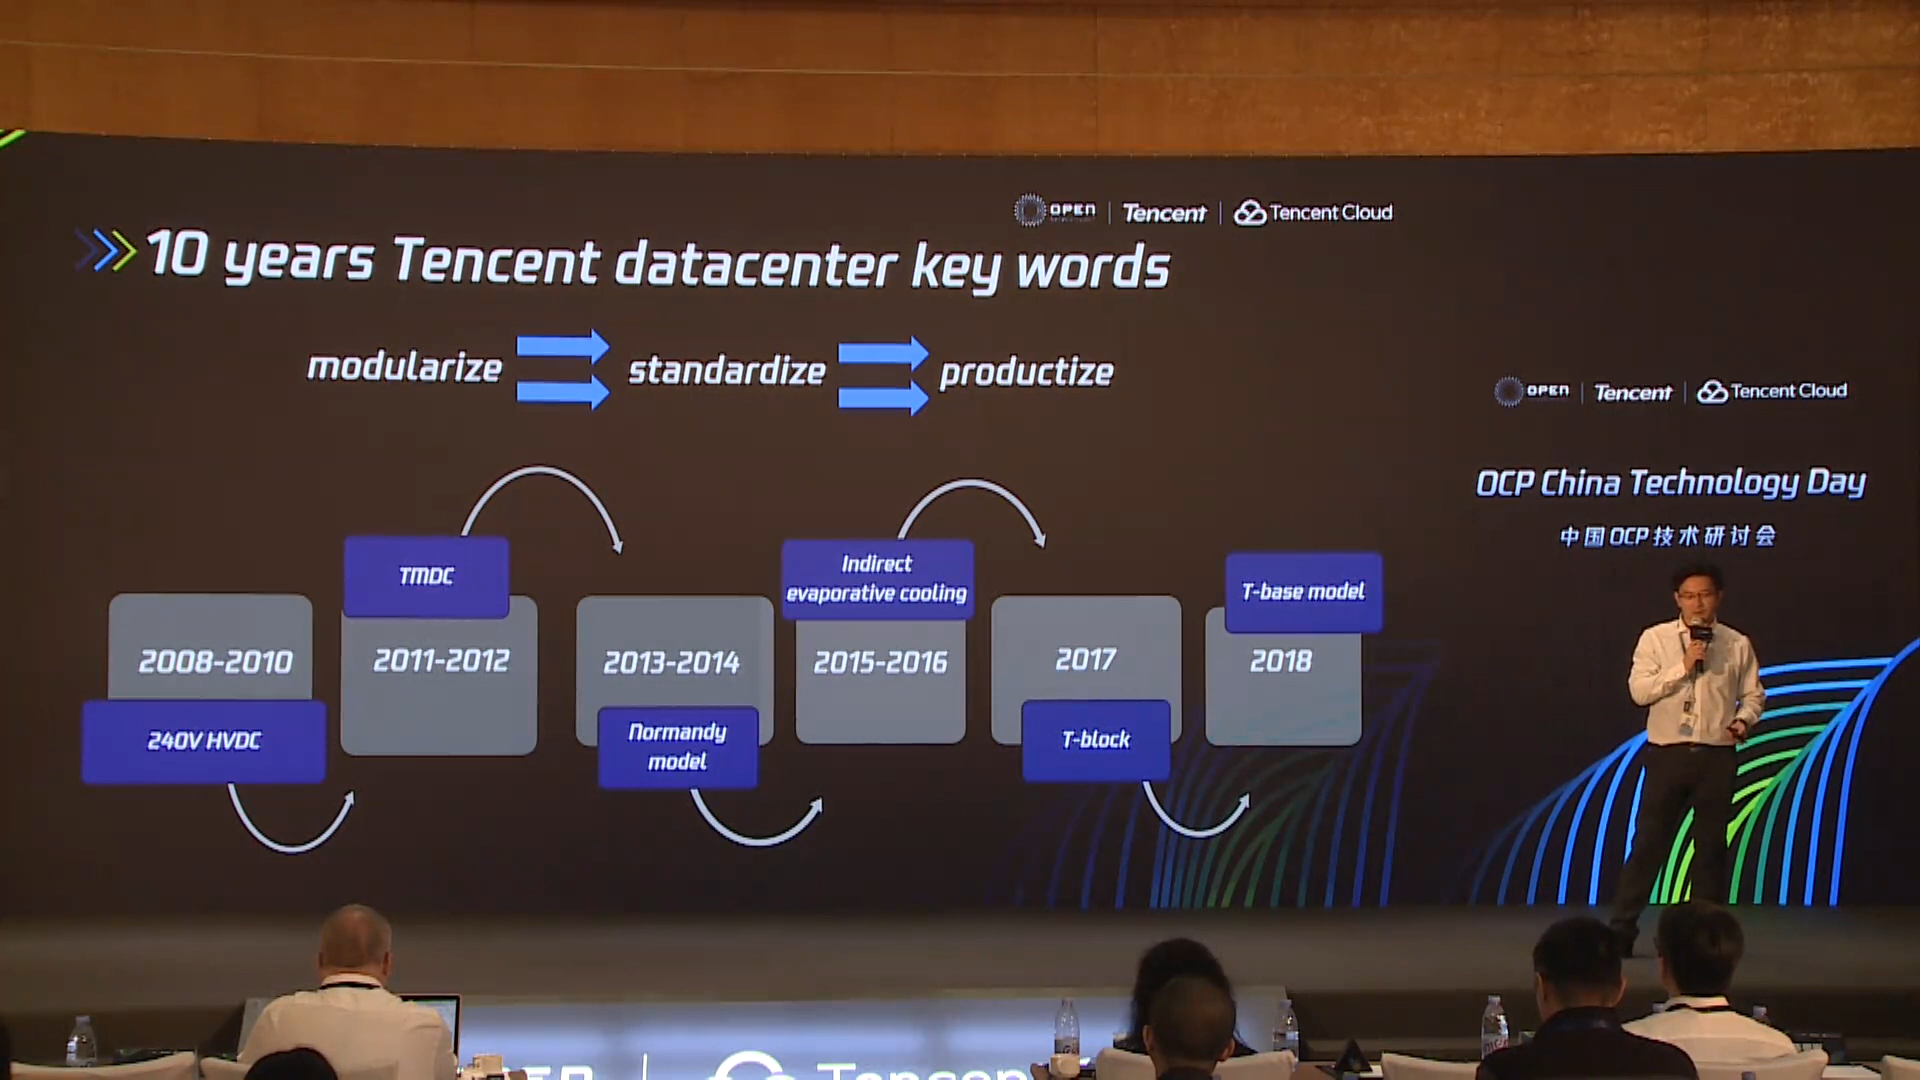 OPEN | Tencent | Tencent Cloud
10 years Tencent datacenter key words
modularize standardize productize
OPEN | Tencent | Tencent Cloud
OCP China Technology Day
中国OCP技术研讨会
TMDC
Indirect
evaporative cooling
T-base model
2008-2010
2011-2012
2013-2014
2015-2016
2017
2018
240V HVDC
Normandy
model
T-block